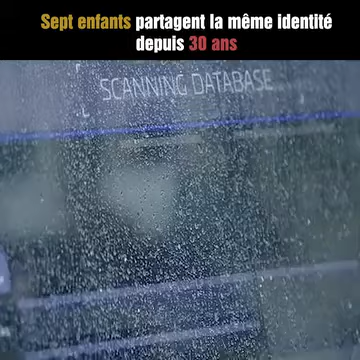 Sept enfants partagent la même identité
depuis 30 ans
SCANNING DATABASE